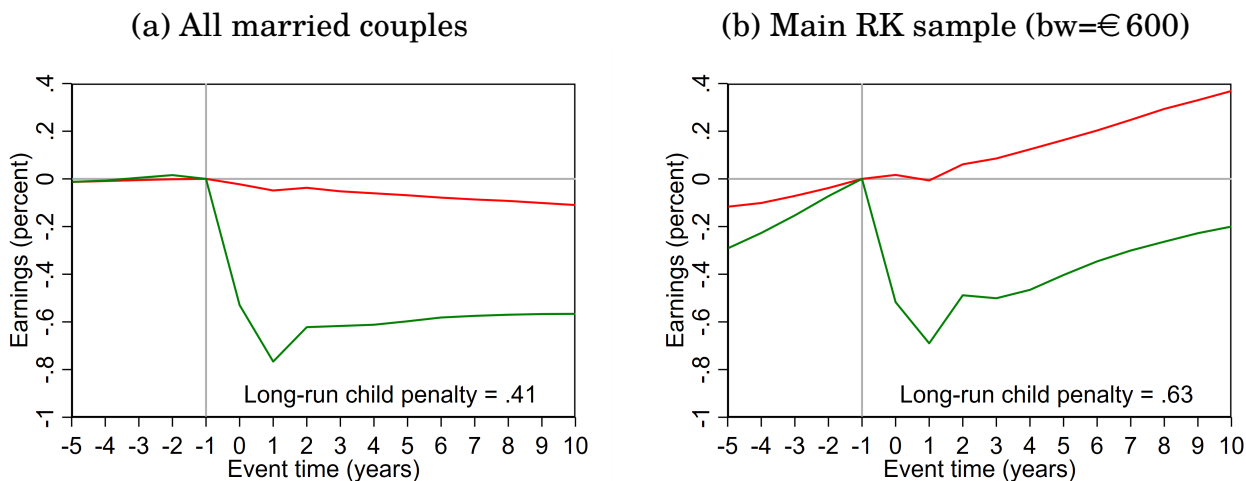 (a) All married couples
Earnings (percent)
.4
.2
0
-.2
-.4
-.6
-.8
-1
Long-run child penalty = .41
-5 -4 -3 -2 -1 0 1 2 3 4 5 6 7 8 9 10
Event time (years)
(b) Main RK sample (bw=€600)
Earnings (percent)
.4
.2
0
-.2
-.4
-.6
-.8
-1
Long-run child penalty = .63
-5 -4 -3 -2 -1 0 1 2 3 4 5 6 7 8 9 10
Event time (years)